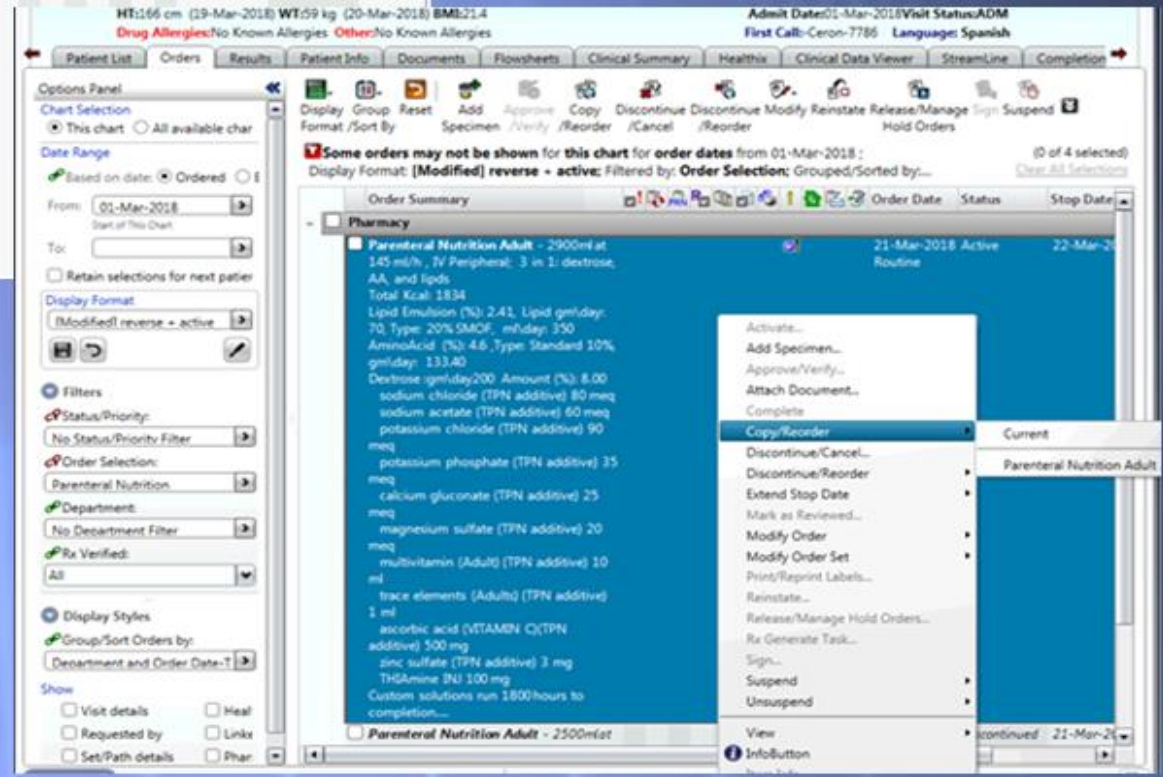 HT:166 cm (19-Mar-2018) WT:59 kg (20-Mar-2018) BMI:21.4
Admit Date:01-Mar-2018Visit Status:ADM
Drug Allergies:No Known Allergies Other:No Known Allergies
First Call:-Ceron-7786 Language: Spanish
Patient List Orders Results Patient Info Documents Flowsheets Clinical Summary Healthix Clinical Data Viewer StreamLine Completion
Options Panel
Chart Selection
This chart All available char
Date Range
Based on date: Ordered
From: 01-Mar-2018
Start of This Chart
To:
Retain selections for next patier
Display Format
[Modified] reverse + active
Filters
Status/Priority:
No Status/Priority Filter
Order Selection:
Parenteral Nutrition
Department:
No Department Filter
Rx Verified:
All
Display Styles
Group/Sort Orders by:
Department and Order Date-T
Show
Visit details Heal
Requested by Linke
Set/Path details Phar
Display Group Reset Add Approve Copy Discontinue Discontinue Modify Reinstate Release/Manage Sign Suspend
Format /Sort By Specimen /Verify /Reorder /Cancel /Reorder Hold Orders
Some orders may not be shown for this chart for order dates from 01-Mar-2018 ;
(0 of 4 selected)
Display Format: [Modified] reverse + active; Filtered by: Order Selection; Grouped/Sorted by:...
Clear All Selections
Order Summary Order Date Status Stop Date
Pharmacy
Parenteral Nutrition Adult - 2900ml at
21-Mar-2018 Active 22-Mar-20
145 ml/h , IV Peripheral; 3 in 1: dextrose,
Routine
AA, and lipds
Total Kcal: 1834
Lipid Emulsion (%): 2.41, Lipid gm\day:
70, Type: 20% SMOF, ml\day: 350
AminoAcid (%): 4.6 ,Type: Standard 10%,
gm\day: 133.40
Dextrose :gm\day200 Amount (%): 8.00
sodium chloride (TPN additive) 80 meq
sodium acetate (TPN additive) 60 meq
potassium chloride (TPN additive) 90
meq
potassium phosphate (TPN additive) 35
meq
calcium gluconate (TPN additive) 25
meq
magnesium sulfate (TPN additive) 20
meq
multivitamin (Adult) (TPN additive) 10
ml
trace elements (Adults) (TPN additive)
1 ml
ascorbic acid (VITAMIN C)(TPN
additive) 500 mg
zinc sulfate (TPN additive) 3 mg
THIAmine INJ 100 mg
Custom solutions run 1800 hours to
completion....
Parenteral Nutrition Adult - 2500ml at
scontinued 21-Mar-20
Activate...
Add Specimen...
Approve/Verify...
Attach Document...
Complete
Copy/Reorder
Discontinue/Cancel...
Discontinue/Reorder
Extend Stop Date
Mark as Reviewed...
Modify Order
Modify Order Set
Print/Reprint Labels...
Reinstate...
Release/Manage Hold Orders...
Rx Generate Task...
Sign...
Suspend
Unsuspend
View
InfoButton
Current
Parenteral Nutrition Adult